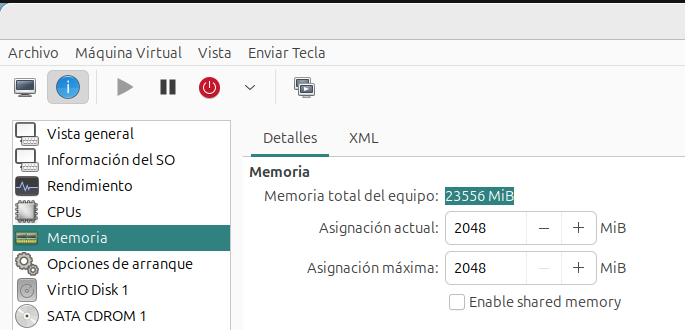 Archivo Máquina Virtual Vista Enviar Tecla
Vista general
Información del SO
Rendimiento
CPUs
Memoria
Opciones de arranque
VirtIO Disk 1
SATA CDROM 1
Detalles XML
Memoria
Memoria total del equipo: 23556 MiB
Asignación actual: 2048 − + MiB
Asignación máxima: 2048 − + MiB
Enable shared memory